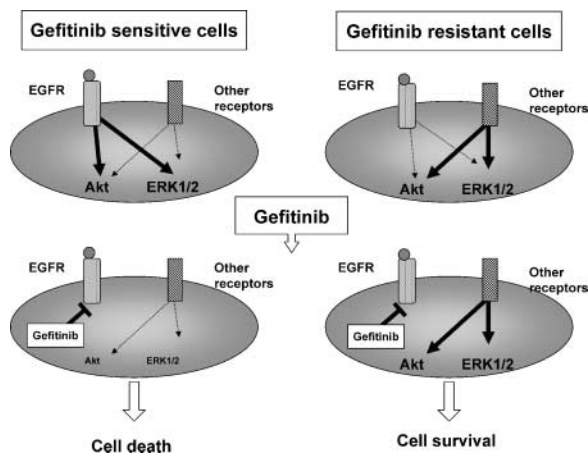 Gefitinib sensitive cells
Gefitinib resistant cells
EGFR
Other
receptors
Akt
ERK1/2
EGFR
Other
receptors
Akt
ERK1/2
Gefitinib
EGFR
Other
receptors
Gefitinib
Akt
ERK1/2
Cell death
EGFR
Other
receptors
Gefitinib
Akt
ERK1/2
Cell survival